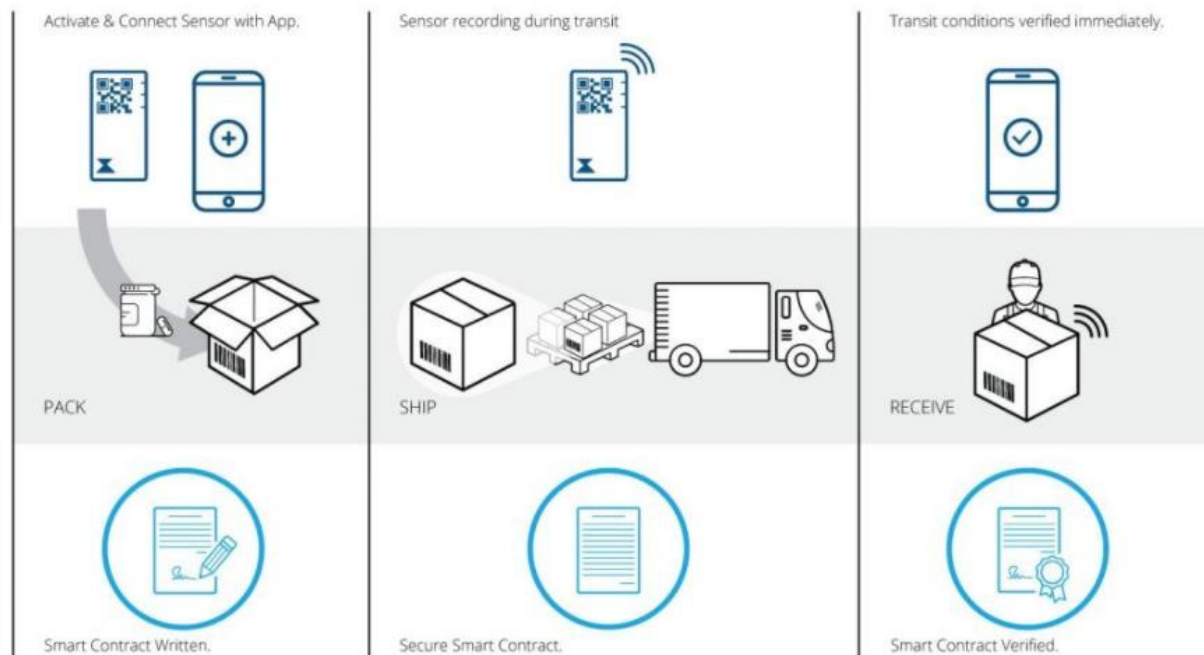 Activate & Connect Sensor with App.
Sensor recording during transit
Transit conditions verified immediately.
PACK
SHIP
RECEIVE
Smart Contract Written.
Secure Smart Contract.
Smart Contract Verified.